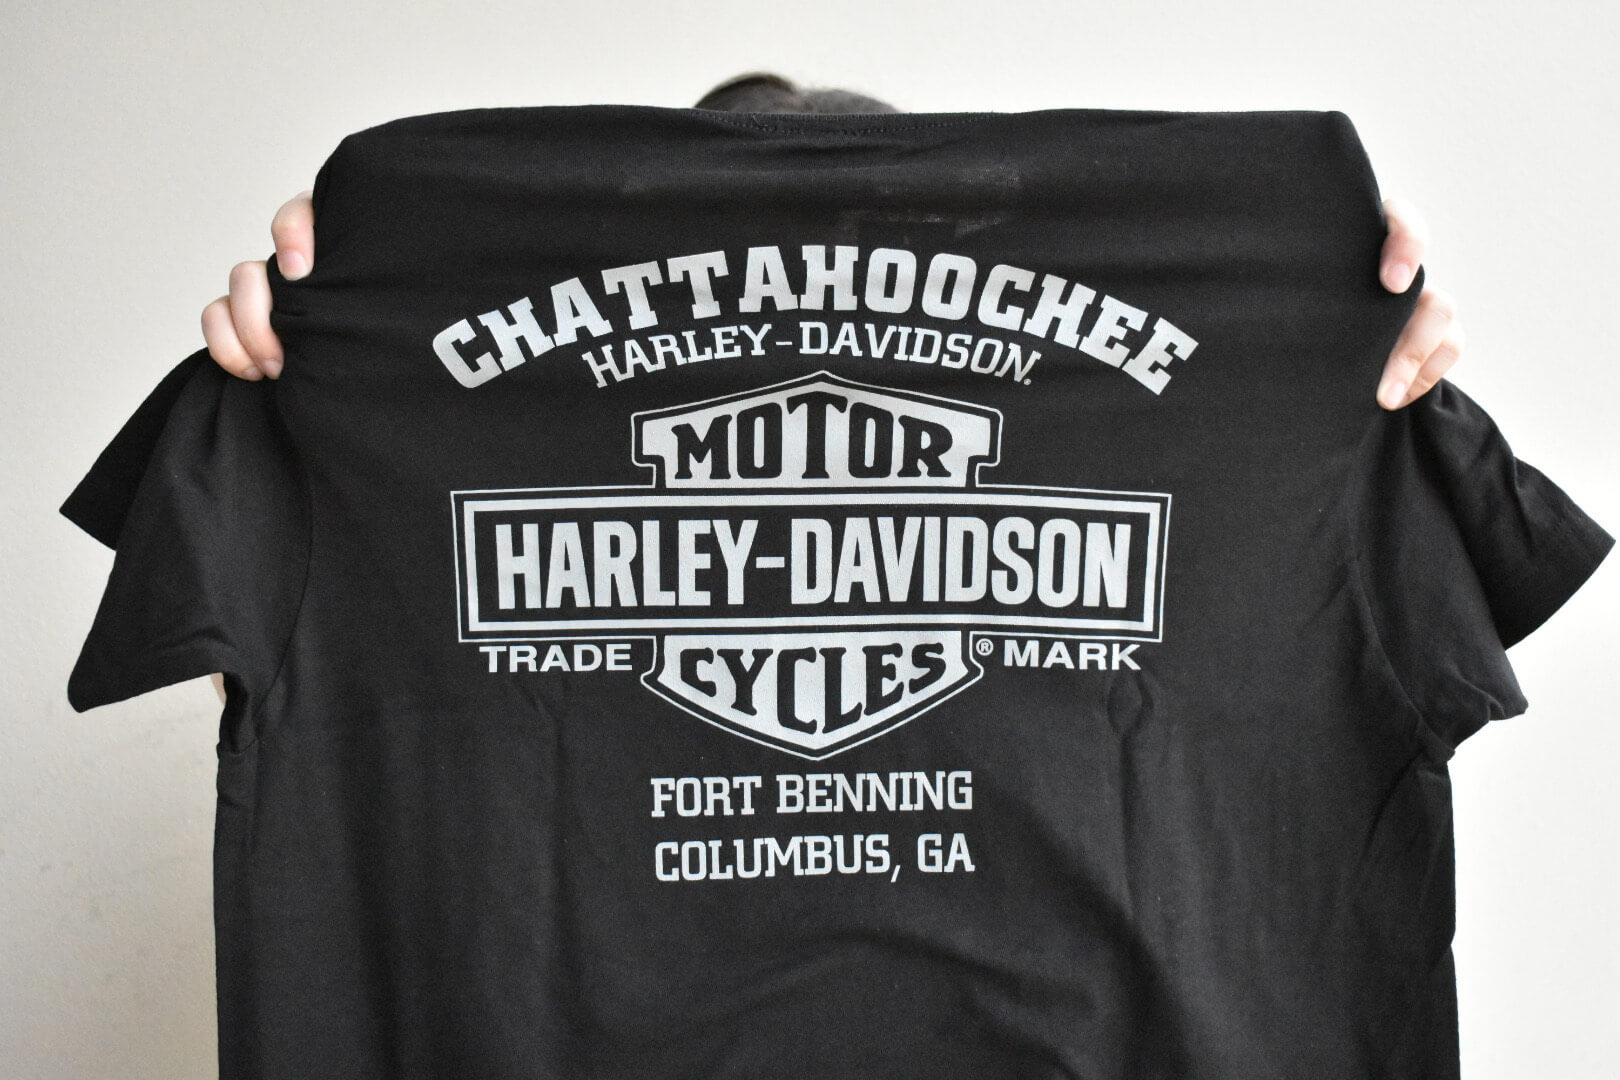 CHATTAHOOCHEE
HARLEY-DAVIDSON®
MOTOR
HARLEY-DAVIDSON
TRADE CYCLES ® MARK
FORT BENNING
COLUMBUS, GA